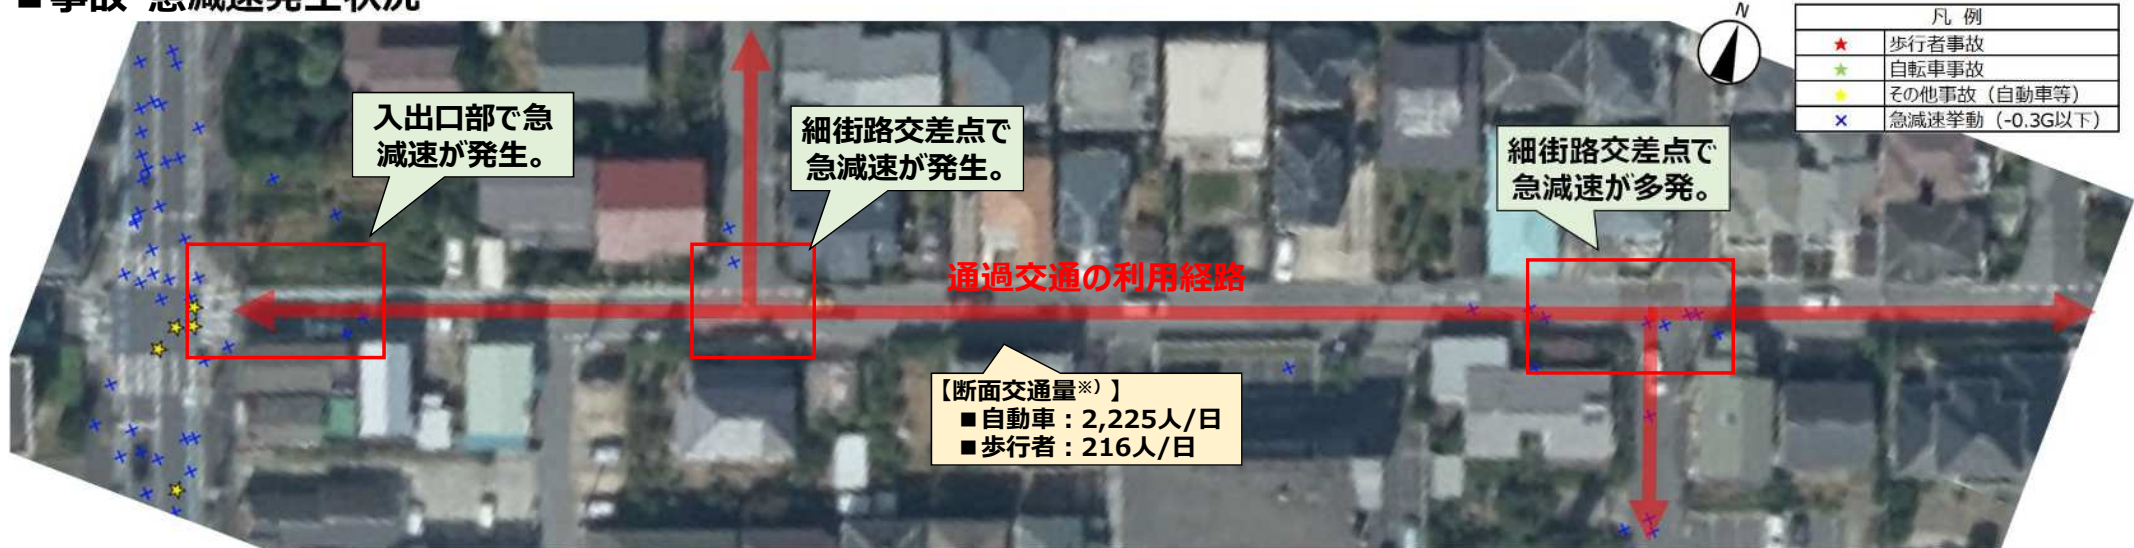 ■事故・急減速発生状況
N
凡 例
歩行者事故
自転車事故
その他事故（自動車等）
急減速挙動（-0.3G以下）
入出口部で急
減速が発生。
細街路交差点で
急減速が発生。
細街路交差点で
急減速が多発。
通過交通の利用経路
【断面交通量※）】
■自動車：2,225人/日
■歩行者：216人/日